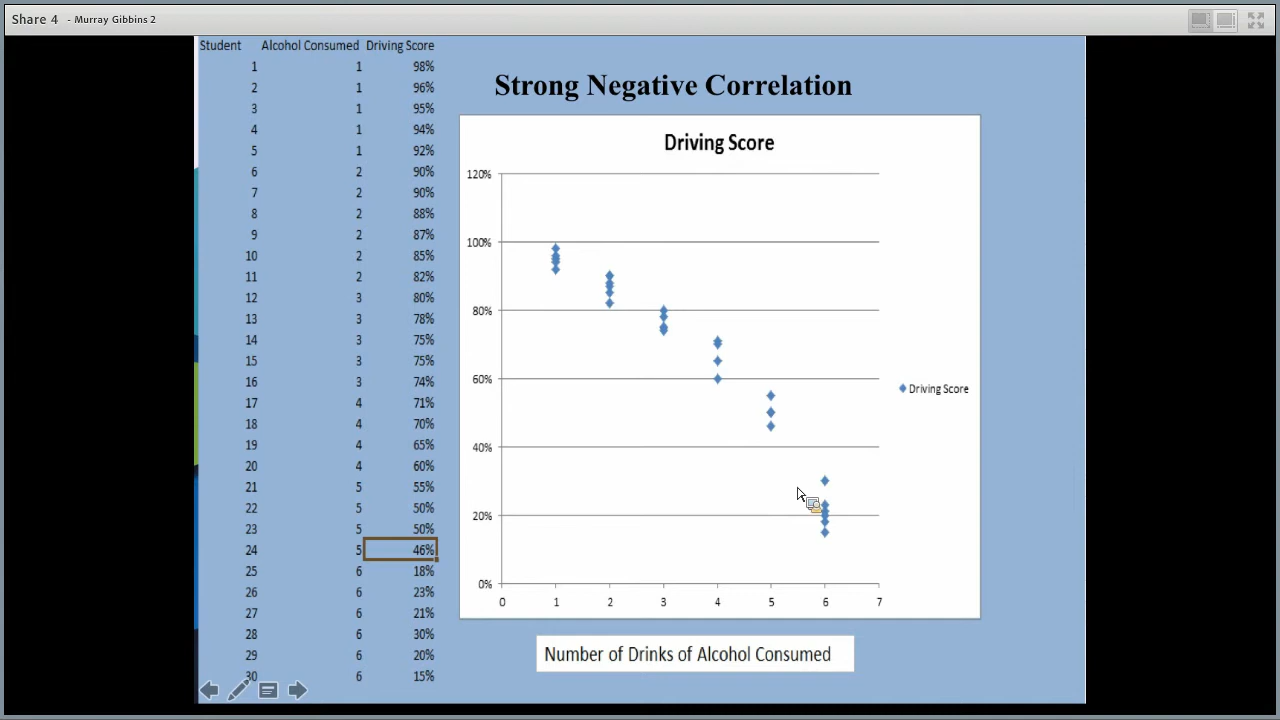 Share 4 - Murray Gibbins 2
Student Alcohol Consumed Driving Score
1 1 98%
2 1 96%
3 1 95%
4 1 94%
5 1 92%
6 2 90%
7 2 90%
8 2 88%
9 2 87%
10 2 85%
11 2 82%
12 3 80%
13 3 78%
14 3 75%
15 3 75%
16 3 74%
17 4 71%
18 4 70%
19 4 65%
20 4 60%
21 5 55%
22 5 50%
23 5 50%
24 5 46%
25 6 18%
26 6 23%
27 6 21%
28 6 30%
29 6 20%
30 6 15%
Strong Negative Correlation
Driving Score
120%
100%
80%
60%
40%
20%
0%
0 1 2 3 4 5 6 7
Driving Score
Number of Drinks of Alcohol Consumed